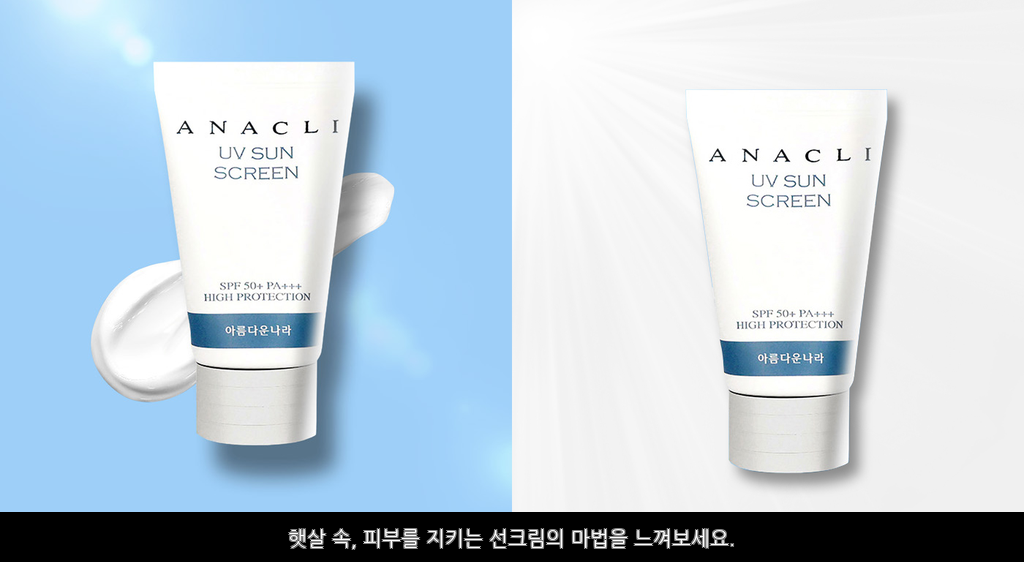 ANACLI
UV SUN
SCREEN
SPF 50+ PA+++
HIGH PROTECTION
아름다운나라
ANACLI
UV SUN
SCREEN
SPF 50+ PA+++
HIGH PROTECTION
아름다운나라
햇살 속, 피부를 지키는 선크림의 마법을 느껴보세요.